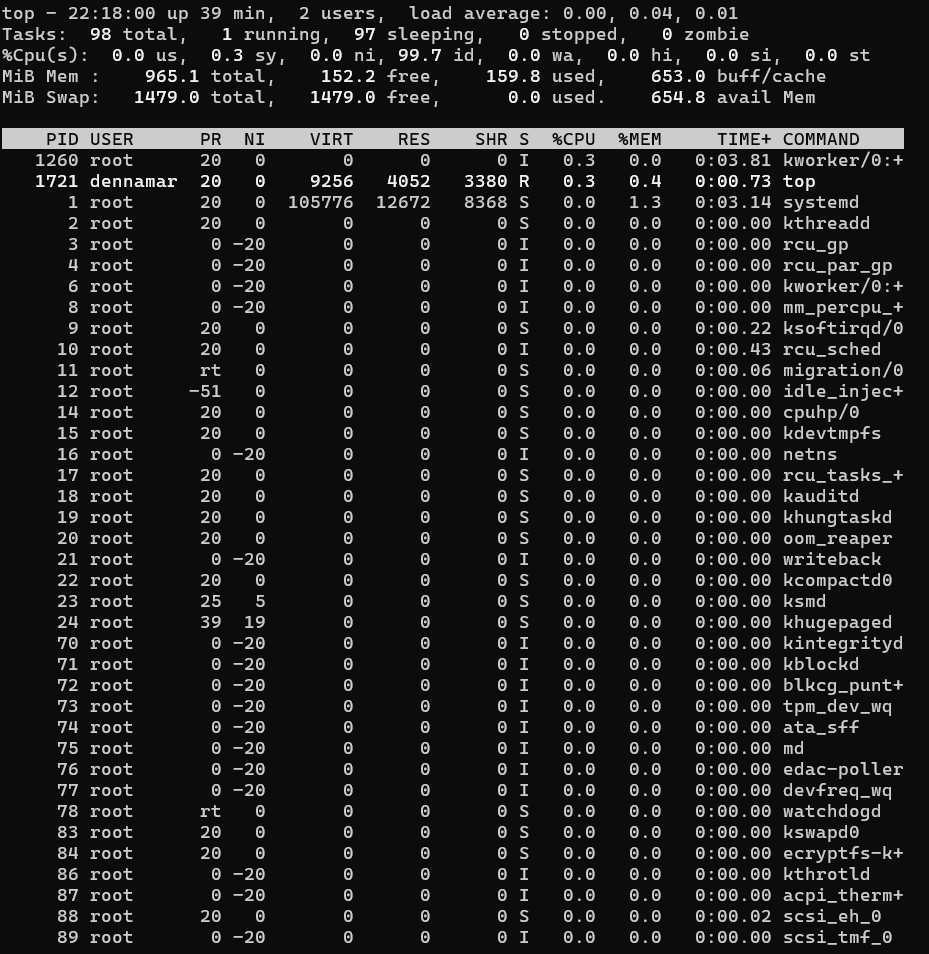 top - 22:18:00 up 39 min,  2 users,  load average: 0.00, 0.04, 0.01
Tasks:  98 total,   1 running,  97 sleeping,   0 stopped,   0 zombie
%Cpu(s):  0.0 us,  0.3 sy,  0.0 ni, 99.7 id,  0.0 wa,  0.0 hi,  0.0 si,  0.0 st
MiB Mem :    965.1 total,    152.2 free,    159.8 used,    653.0 buff/cache
MiB Swap:   1479.0 total,   1479.0 free,      0.0 used.    654.8 avail Mem
    PID USER      PR  NI    VIRT    RES    SHR S  %CPU  %MEM     TIME+ COMMAND
   1260 root      20   0       0      0      0 I   0.3   0.0   0:03.81 kworker/0:+
   1721 dennamar  20   0    9256   4052   3380 R   0.3   0.4   0:00.73 top
      1 root      20   0  105776  12672   8368 S   0.0   1.3   0:03.14 systemd
      2 root      20   0       0      0      0 S   0.0   0.0   0:00.00 kthreadd
      3 root       0 -20       0      0      0 I   0.0   0.0   0:00.00 rcu_gp
      4 root       0 -20       0      0      0 I   0.0   0.0   0:00.00 rcu_par_gp
      6 root       0 -20       0      0      0 I   0.0   0.0   0:00.00 kworker/0:+
      8 root       0 -20       0      0      0 I   0.0   0.0   0:00.00 mm_percpu_+
      9 root      20   0       0      0      0 S   0.0   0.0   0:00.22 ksoftirqd/0
     10 root      20   0       0      0      0 I   0.0   0.0   0:00.43 rcu_sched
     11 root      rt   0       0      0      0 S   0.0   0.0   0:00.06 migration/0
     12 root     -51   0       0      0      0 S   0.0   0.0   0:00.00 idle_injec+
     14 root      20   0       0      0      0 S   0.0   0.0   0:00.00 cpuhp/0
     15 root      20   0       0      0      0 S   0.0   0.0   0:00.00 kdevtmpfs
     16 root       0 -20       0      0      0 I   0.0   0.0   0:00.00 netns
     17 root      20   0       0      0      0 S   0.0   0.0   0:00.00 rcu_tasks_+
     18 root      20   0       0      0      0 S   0.0   0.0   0:00.00 kauditd
     19 root      20   0       0      0      0 S   0.0   0.0   0:00.00 khungtaskd
     20 root      20   0       0      0      0 S   0.0   0.0   0:00.00 oom_reaper
     21 root       0 -20       0      0      0 I   0.0   0.0   0:00.00 writeback
     22 root      20   0       0      0      0 S   0.0   0.0   0:00.00 kcompactd0
     23 root      25   5       0      0      0 S   0.0   0.0   0:00.00 ksmd
     24 root      39  19       0      0      0 S   0.0   0.0   0:00.00 khugepaged
     70 root       0 -20       0      0      0 I   0.0   0.0   0:00.00 kintegrityd
     71 root       0 -20       0      0      0 I   0.0   0.0   0:00.00 kblockd
     72 root       0 -20       0      0      0 I   0.0   0.0   0:00.00 blkcg_punt+
     73 root       0 -20       0      0      0 I   0.0   0.0   0:00.00 tpm_dev_wq
     74 root       0 -20       0      0      0 I   0.0   0.0   0:00.00 ata_sff
     75 root       0 -20       0      0      0 I   0.0   0.0   0:00.00 md
     76 root       0 -20       0      0      0 I   0.0   0.0   0:00.00 edac-poller
     77 root       0 -20       0      0      0 I   0.0   0.0   0:00.00 devfreq_wq
     78 root      rt   0       0      0      0 S   0.0   0.0   0:00.00 watchdogd
     83 root      20   0       0      0      0 S   0.0   0.0   0:00.00 kswapd0
     84 root      20   0       0      0      0 S   0.0   0.0   0:00.00 ecryptfs-k+
     86 root       0 -20       0      0      0 I   0.0   0.0   0:00.00 kthrotld
     87 root       0 -20       0      0      0 I   0.0   0.0   0:00.00 acpi_therm+
     88 root      20   0       0      0      0 S   0.0   0.0   0:00.02 scsi_eh_0
     89 root       0 -20       0      0      0 I   0.0   0.0   0:00.00 scsi_tmf_0